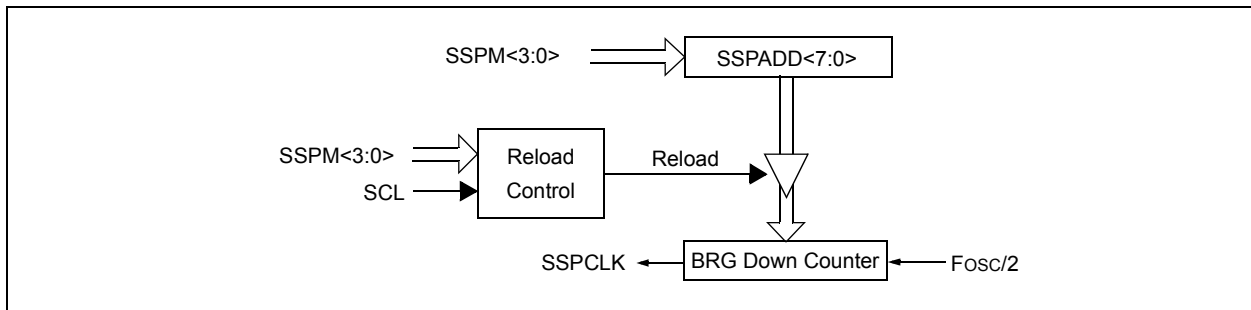 SSPM<3:0>
SSPADD<7:0>
SSPM<3:0>
SCL
Reload
Control
Reload
SSPCLK
BRG Down Counter
FOSC/2